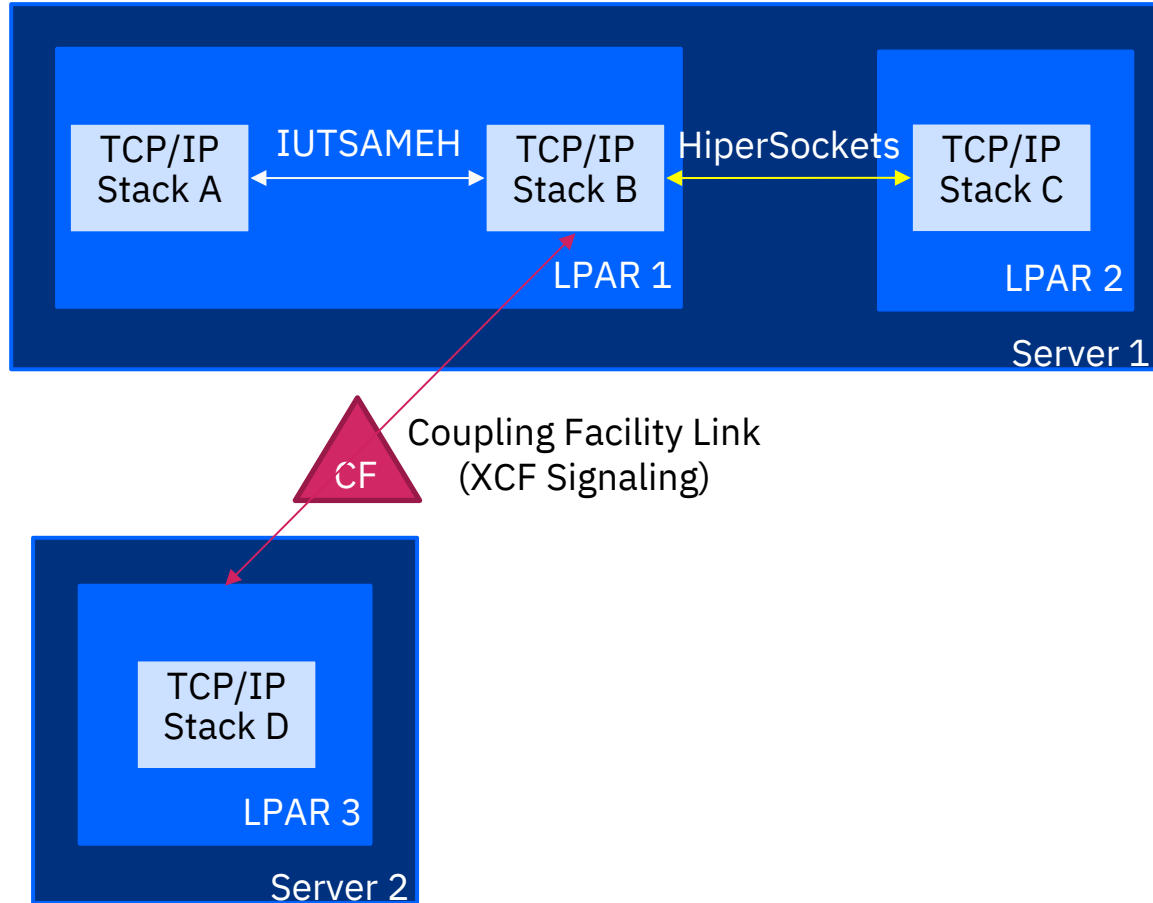 TCP/IP
Stack A
IUTSAMEH
TCP/IP
Stack B
HiperSockets
TCP/IP
Stack C
LPAR 1
LPAR 2
Server 1
Coupling Facility Link
(XCF Signaling)
CF
TCP/IP
Stack D
LPAR 3
Server 2